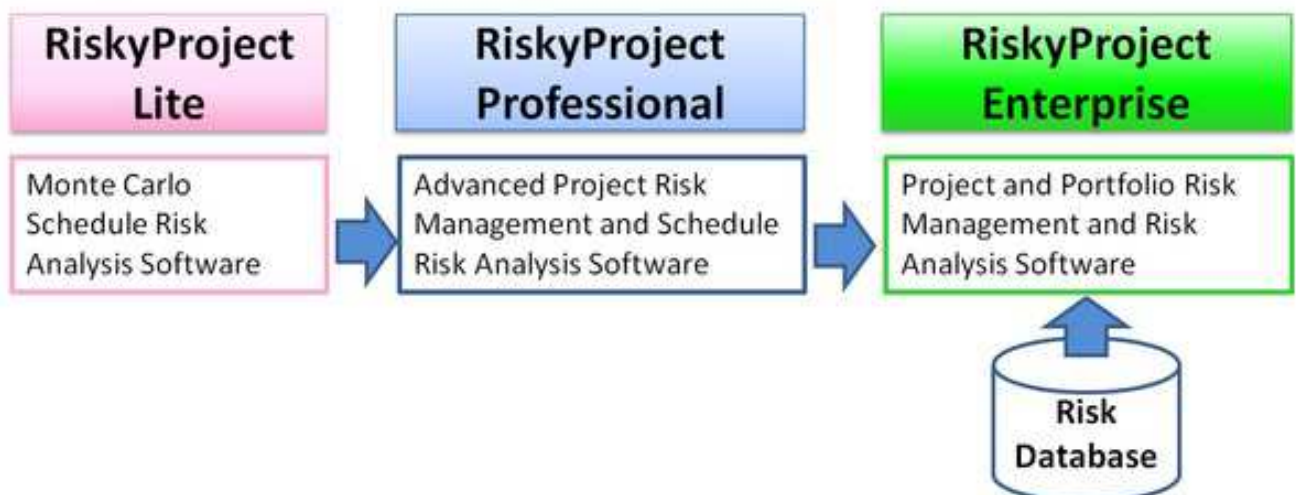 RiskyProject
Lite
RiskyProject
Professional
RiskyProject
Enterprise
Monte Carlo
Schedule Risk
Analysis Software
Advanced Project Risk
Management and Schedule
Risk Analysis Software
Project and Portfolio Risk
Management and Risk
Analysis Software
Risk
Database